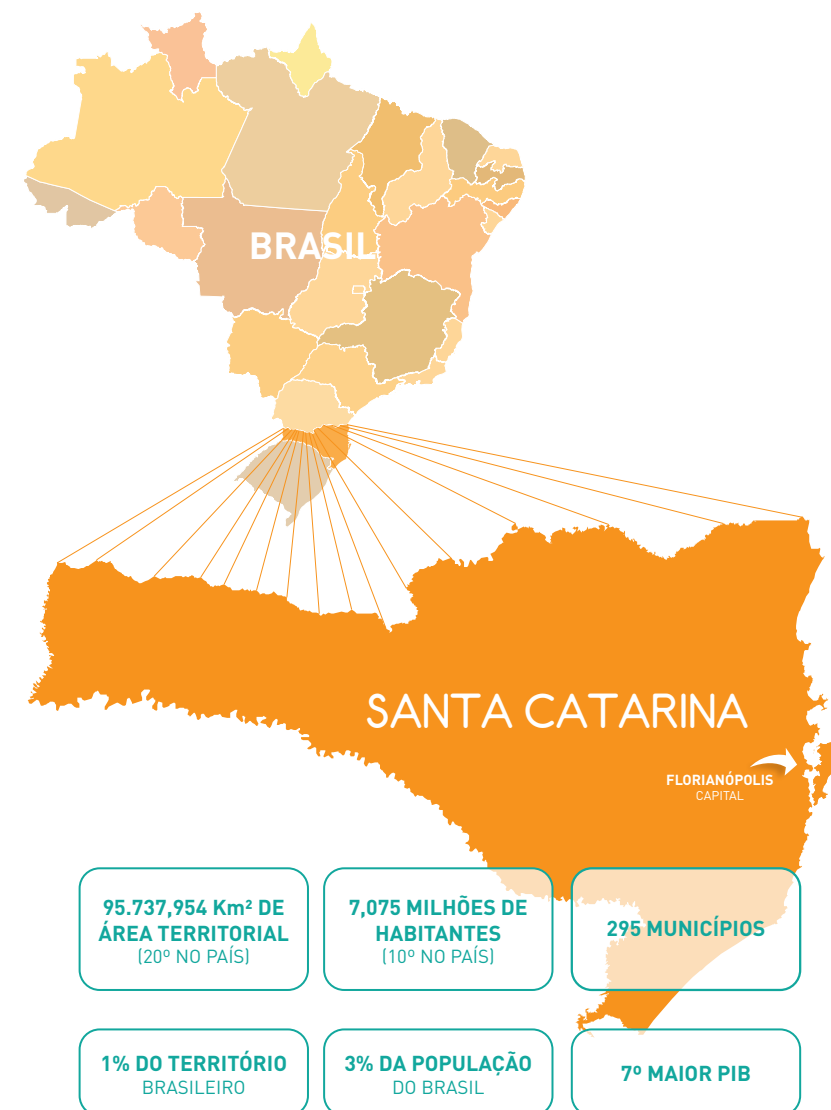 BRASIL
SANTA CATARINA
FLORIANÓPOLIS
CAPITAL
95.737,954 Km² DE
ÁREA TERRITORIAL
(20º NO PAÍS)
7,075 MILHÕES DE
HABITANTES
(10º NO PAÍS)
295 MUNICÍPIOS
1% DO TERRITÓRIO
BRASILEIRO
3% DA POPULAÇÃO
DO BRASIL
7º MAIOR PIB